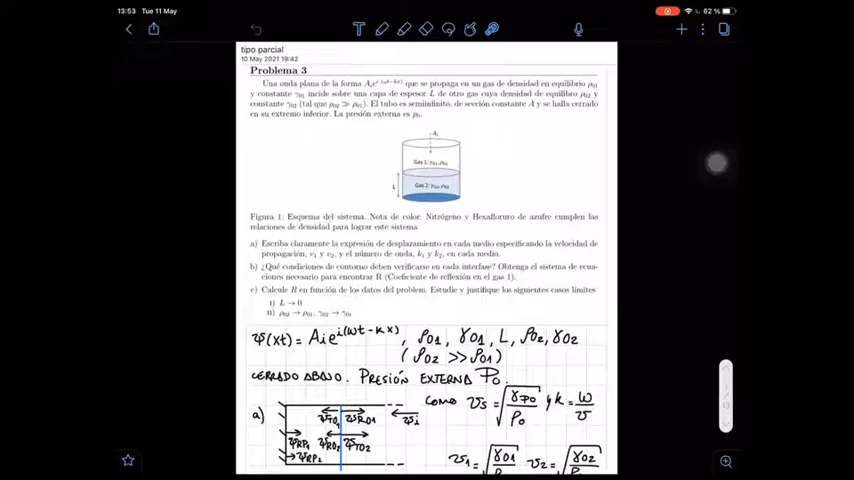 13:53 Tue 11 May
62 %
tipo parcial
10 May 2021 19:42
Problema 3
Una onda plana de la forma Aᵢe^i(ωt−kx) que se propaga en un gas de densidad en equilibrio ρ01
y constante γ01 incide sobre una capa de espesor L de otro gas cuya densidad de equilibrio ρ02 y
constante γ02 (tal que ρ02 ≫ ρ01). El tubo es semiinfinito, de sección constante A y se halla cerrado
en su extremo inferior. La presión externa es p0.
Aᵢ
Gas 1: γ01,ρ01
L
Gas 2: γ02,ρ02
Figura 1: Esquema del sistema. Nota de color: Nitrógeno y Hexafloruro de azufre cumplen las
relaciones de densidad para lograr este sistema
a) Escriba claramente la expresión de desplazamiento en cada medio especificando la velocidad de
propagación, v1 y v2, y el número de onda, k1 y k2, en cada medio.
b) ¿Qué condiciones de contorno deben verificarse en cada interfase? Obtenga el sistema de ecua-
ciones necesario para encontrar R (Coeficiente de reflexión en el gas 1).
c) Calcule R en función de los datos del problem. Estudie y justifique los siguientes casos límites
i) L → 0
ii) ρ02 → ρ01, γ02 → γ01
Ψ(xt) = Aᵢe^i(ωt-kx), ρ01, γ01, L, ρ02, γ02
(ρ02 >> ρ01)
CERRADO ABAJO. PRESIÓN EXTERNA P0.
a)
ΨTO1 ΨRO1 Ψi
ΨRP1 ΨRO2 ΨTO2
ΨRP2
COMO vs = √(γP0/ρ0) y k = ω/v
v1 = √(γ01 v2 = √(γ02